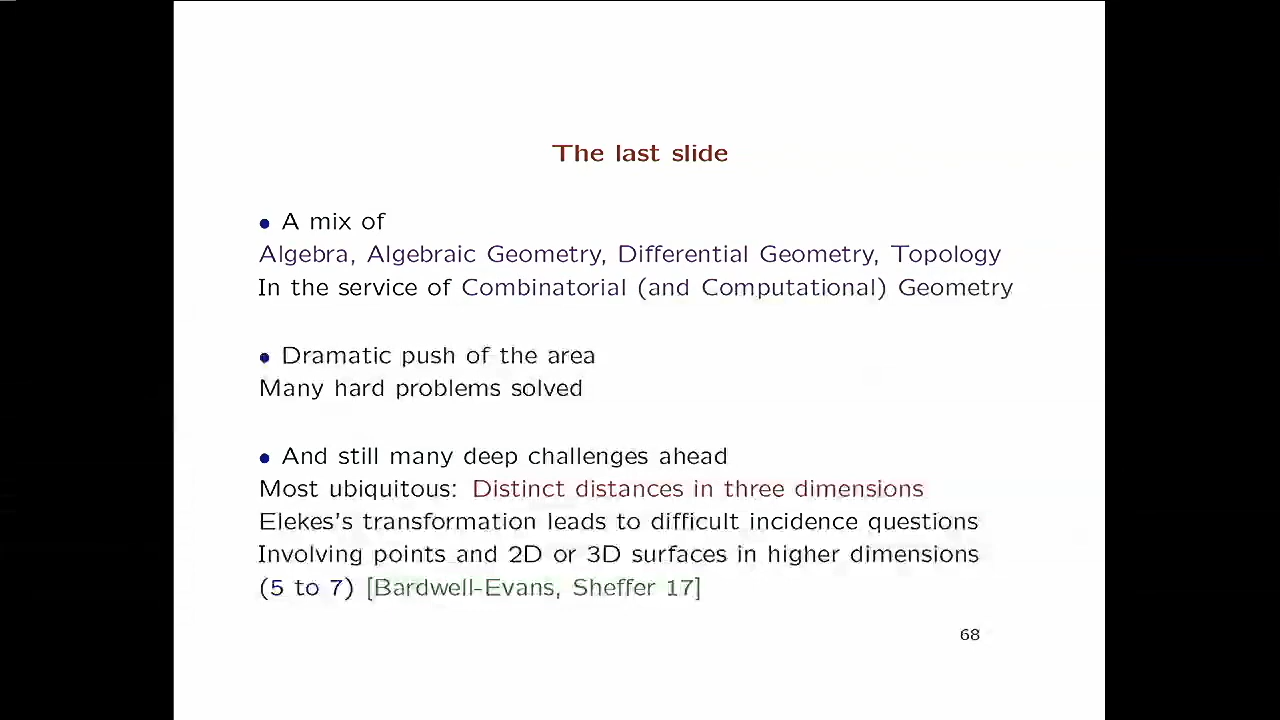 The last slide
• A mix of
Algebra, Algebraic Geometry, Differential Geometry, Topology
In the service of Combinatorial (and Computational) Geometry
• Dramatic push of the area
Many hard problems solved
• And still many deep challenges ahead
Most ubiquitous: Distinct distances in three dimensions
Elekes's transformation leads to difficult incidence questions
Involving points and 2D or 3D surfaces in higher dimensions
(5 to 7) [Bardwell-Evans, Sheffer 17]
68